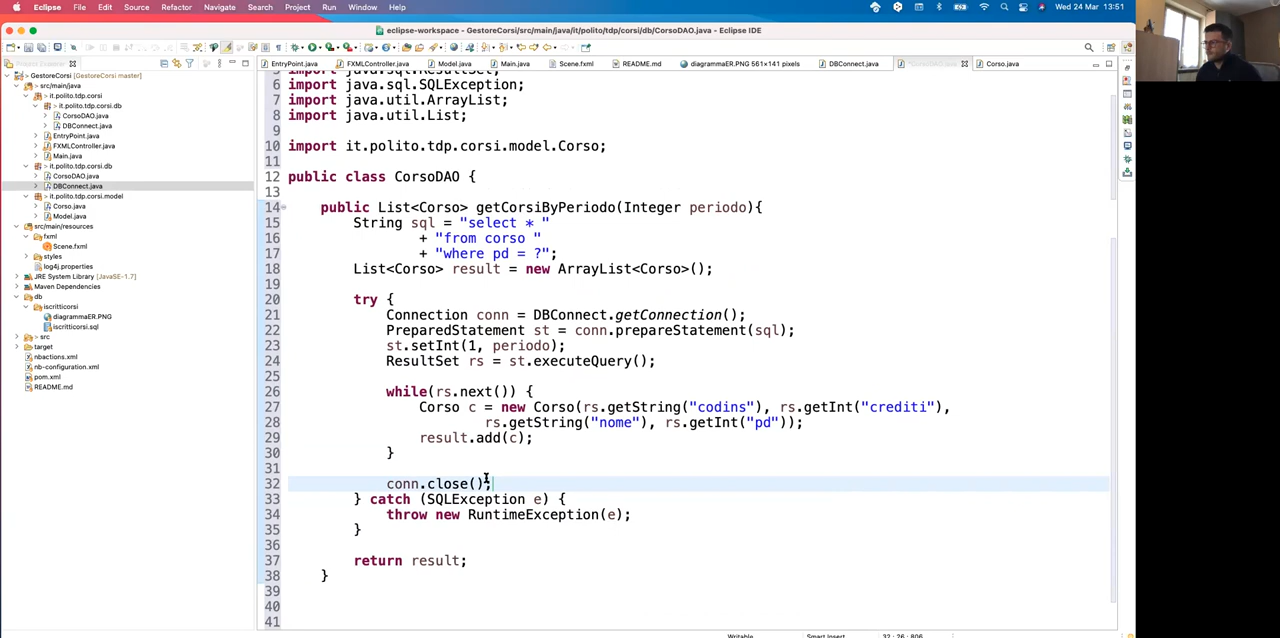 Eclipse File Edit Source Refactor Navigate Search Project Run Window Help Wed 24 Mar 13:51
eclipse-workspace - GestoreCorsi/src/main/java/it/polito/tdp/corsi/db/CorsoDAO.java - Eclipse IDE
EntryPoint.java FXMLController.java Model.java Main.java Scene.fxml README.md diagrammaER.PNG 561×141 pixels DBConnect.java Corso.java
GestoreCorsi [GestoreCorsi master]
src/main/java
it.polito.tdp.corsi
it.polito.tdp.corsi.db
CorsoDAO.java
DBConnect.java
EntryPoint.java
FXMLController.java
Main.java
it.polito.tdp.corsi.db
CorsoDAO.java
DBConnect.java
it.polito.tdp.corsi.model
Corso.java
Model.java
src/main/resources
fxml
Scene.fxml
styles
log4j.properties
JRE System Library [JavaSE-1.7]
Maven Dependencies
db
iscritticorsi
diagrammaER.PNG
iscritticorsi.sql
src
target
nbactions.xml
nb-configuration.xml
pom.xml
README.md
5 import java.sql.ResultSet;
6 import java.sql.SQLException;
7 import java.util.ArrayList;
8 import java.util.List;
9
10 import it.polito.tdp.corsi.model.Corso;
11
12 public class CorsoDAO {
13
14 public List<Corso> getCorsiByPeriodo(Integer periodo){
15 String sql = "select * "
16 + "from corso "
17 + "where pd = ?";
18 List<Corso> result = new ArrayList<Corso>();
19
20 try {
21 Connection conn = DBConnect.getConnection();
22 PreparedStatement st = conn.prepareStatement(sql);
23 st.setInt(1, periodo);
24 ResultSet rs = st.executeQuery();
25
26 while(rs.next()) {
27 Corso c = new Corso(rs.getString("codins"), rs.getInt("crediti"),
28 rs.getString("nome"), rs.getInt("pd"));
29 result.add(c);
30 }
31
32 conn.close();
33 } catch (SQLException e) {
34 throw new RuntimeException(e);
35 }
36
37 return result;
38 }
39
40
41
Writable Smart Insert 32 : 26 : 806